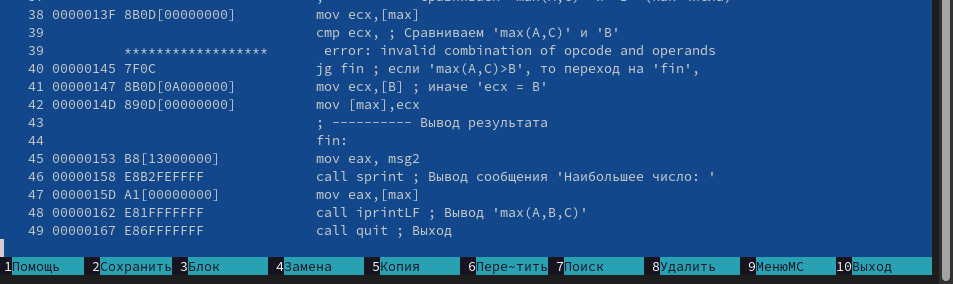 38 0000013F 8B0D[00000000] mov ecx,[max]
39 cmp ecx, ; Сравниваем 'max(A,C)' и 'B'
39 ****************** error: invalid combination of opcode and operands
40 00000145 7F0C jg fin ; если 'max(A,C)>B', то переход на 'fin',
41 00000147 8B0D[0A000000] mov ecx,[B] ; иначе 'ecx = B'
42 0000014D 890D[00000000] mov [max],ecx
43 ; ---------- Вывод результата
44 fin:
45 00000153 B8[13000000] mov eax, msg2
46 00000158 E8B2FEFFFF call sprint ; Вывод сообщения 'Наибольшее число: '
47 0000015D A1[00000000] mov eax,[max]
48 00000162 E81FFFFFFF call iprintLF ; Вывод 'max(A,B,C)'
49 00000167 E86FFFFFFF call quit ; Выход
1Помощь 2Сохранить 3Блок 4Замена 5Копия 6Пере~тить 7Поиск 8Удалить 9МенюMC 10Выход